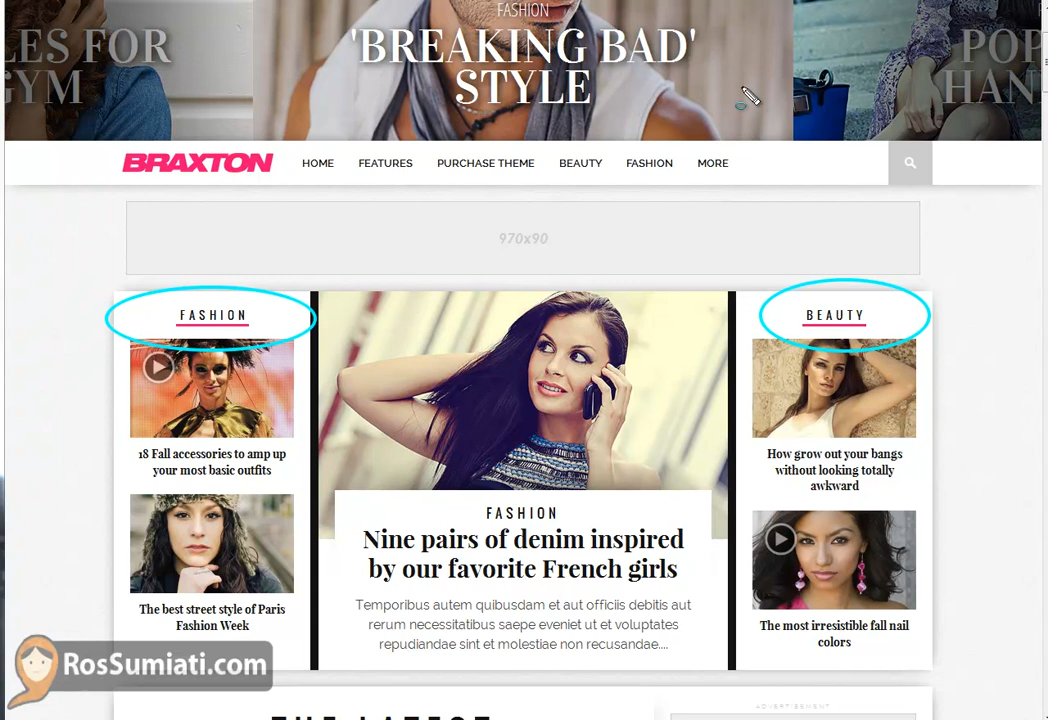 LES FOR
GYM
FASHION
'BREAKING BAD'
STYLE
POP
HAN
BRAXTON
HOME
FEATURES
PURCHASE THEME
BEAUTY
FASHION
MORE
970x90
FASHION
18 Fall accessories to amp up
your most basic outfits
The best street style of Paris
Fashion Week
FASHION
Nine pairs of denim inspired
by our favorite French girls
Temporibus autem quibusdam et aut officiis debitis aut
rerum necessitatibus saepe eveniet ut et voluptates
repudiandae sint et molestiae non recusandae....
BEAUTY
How grow out your bangs
without looking totally
awkward
The most irresistible fall nail
colors
RosSumiati.com
THE LATEST
ADVERTISEMENT